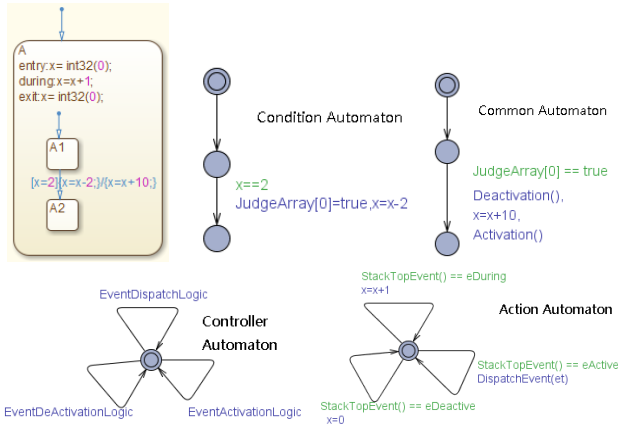 A
entry:x= int32(0);
during:x=x+1;
exit:x= int32(0);
A1
[x=2]{x=x-2;}/{x=x+10;}
A2
Condition Automaton
x==2
JudgeArray[0]=true,x=x-2
Common Automaton
JudgeArray[0] == true
Deactivation(),
x=x+10,
Activation()
EventDispatchLogic
Controller
Automaton
EventDeActivationLogic
EventActivationLogic
StackTopEvent() == eDuring
x=x+1
Action Automaton
StackTopEvent() == eActive
DispatchEvent(et)
StackTopEvent() == eDeactive
x=0